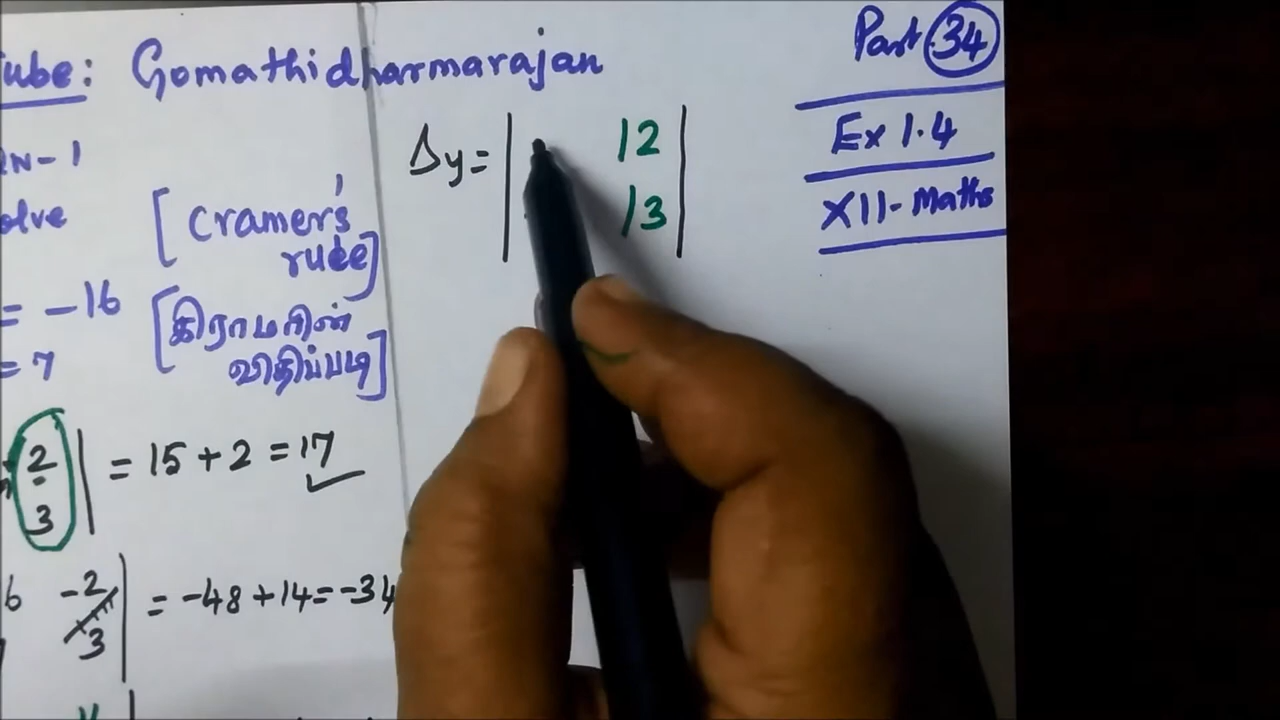 ube: Gomathidharmarajan
Part 34
Ex 1.4
XII-Maths
N-1
olve
[Cramer's
rule]
= -16
= 7
[கிராமரின்
விதிப்படி]
Δy = | 12 |
| 13 |
2
3 | = 15 + 2 = 17
6 -2
3 | = -48 + 14 = -34